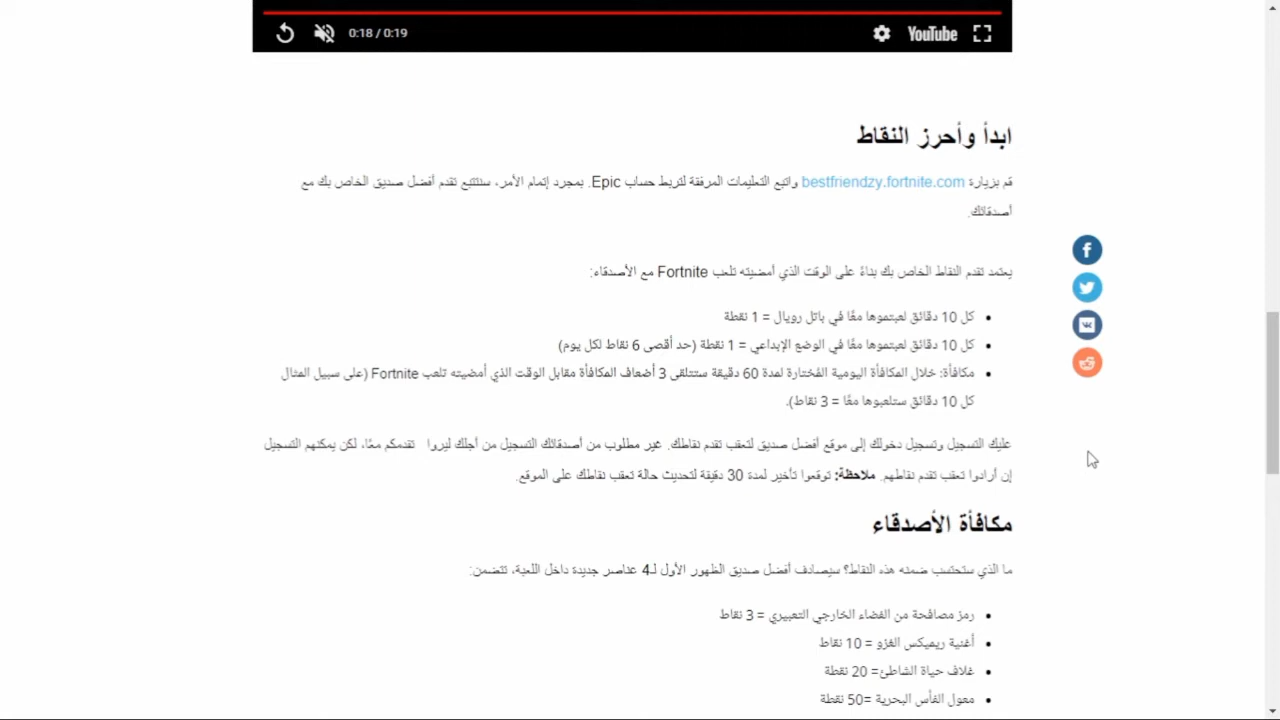 0:18 / 0:19
YouTube
ابدأ وأحرز النقاط
قم بزيارة bestfriendzy.fortnite.com واتبع التعليمات المرفقة لتربط حساب Epic. بمجرد إتمام الأمر، سنتتبع تقدم أفضل صديق الخاص بك مع
أصدقائك.
يعتمد تقدم النقاط الخاص بك بناءً على الوقت الذي أمضيته تلعب Fortnite مع الأصدقاء:
• كل 10 دقائق لعبتموها معًا في باتل رويال = 1 نقطة
• كل 10 دقائق لعبتموها معًا في الوضع الإبداعي = 1 نقطة (حد أقصى 6 نقاط لكل يوم)
• مكافأة: خلال المكافأة اليومية المُختارة لمدة 60 دقيقة ستتلقى 3 أضعاف المكافأة مقابل الوقت الذي أمضيته تلعب Fortnite (على سبيل المثال
كل 10 دقائق ستلعبوها معًا = 3 نقاط).
عليك التسجيل وتسجيل دخولك إلى موقع أفضل صديق لتعقب تقدم نقاطك. غير مطلوب من أصدقائك التسجيل من أجلك ليروا تقدمكم معًا، لكن يمكنهم التسجيل
إن أرادوا تعقب تقدم نقاطهم. ملاحظة: توقعوا تأخير لمدة 30 دقيقة لتحديث حالة تعقب نقاطك على الموقع.
مكافأة الأصدقاء
ما الذي ستحتسب ضمنه هذه النقاط؟ سيصادف أفضل صديق الظهور الأول لـ4 عناصر جديدة داخل اللعبة، تتضمن:
• رمز مصافحة من الفضاء الخارجي التعبيري = 3 نقاط
• أغنية ريميكس الغزو = 10 نقاط
• غلاف حياة الشاطئ= 20 نقطة
• معول الفأس البحرية =50 نقطة